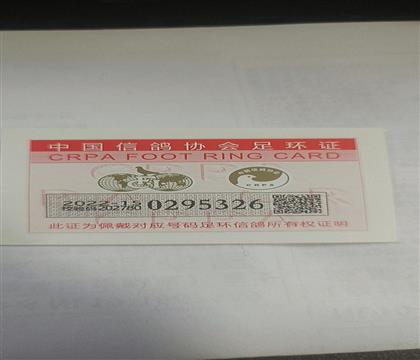 中国信鸽协会足环证
CRPA FOOT RING CARD
CRPA
0295326
此证为佩戴对应号码足环信鸽所有权证明